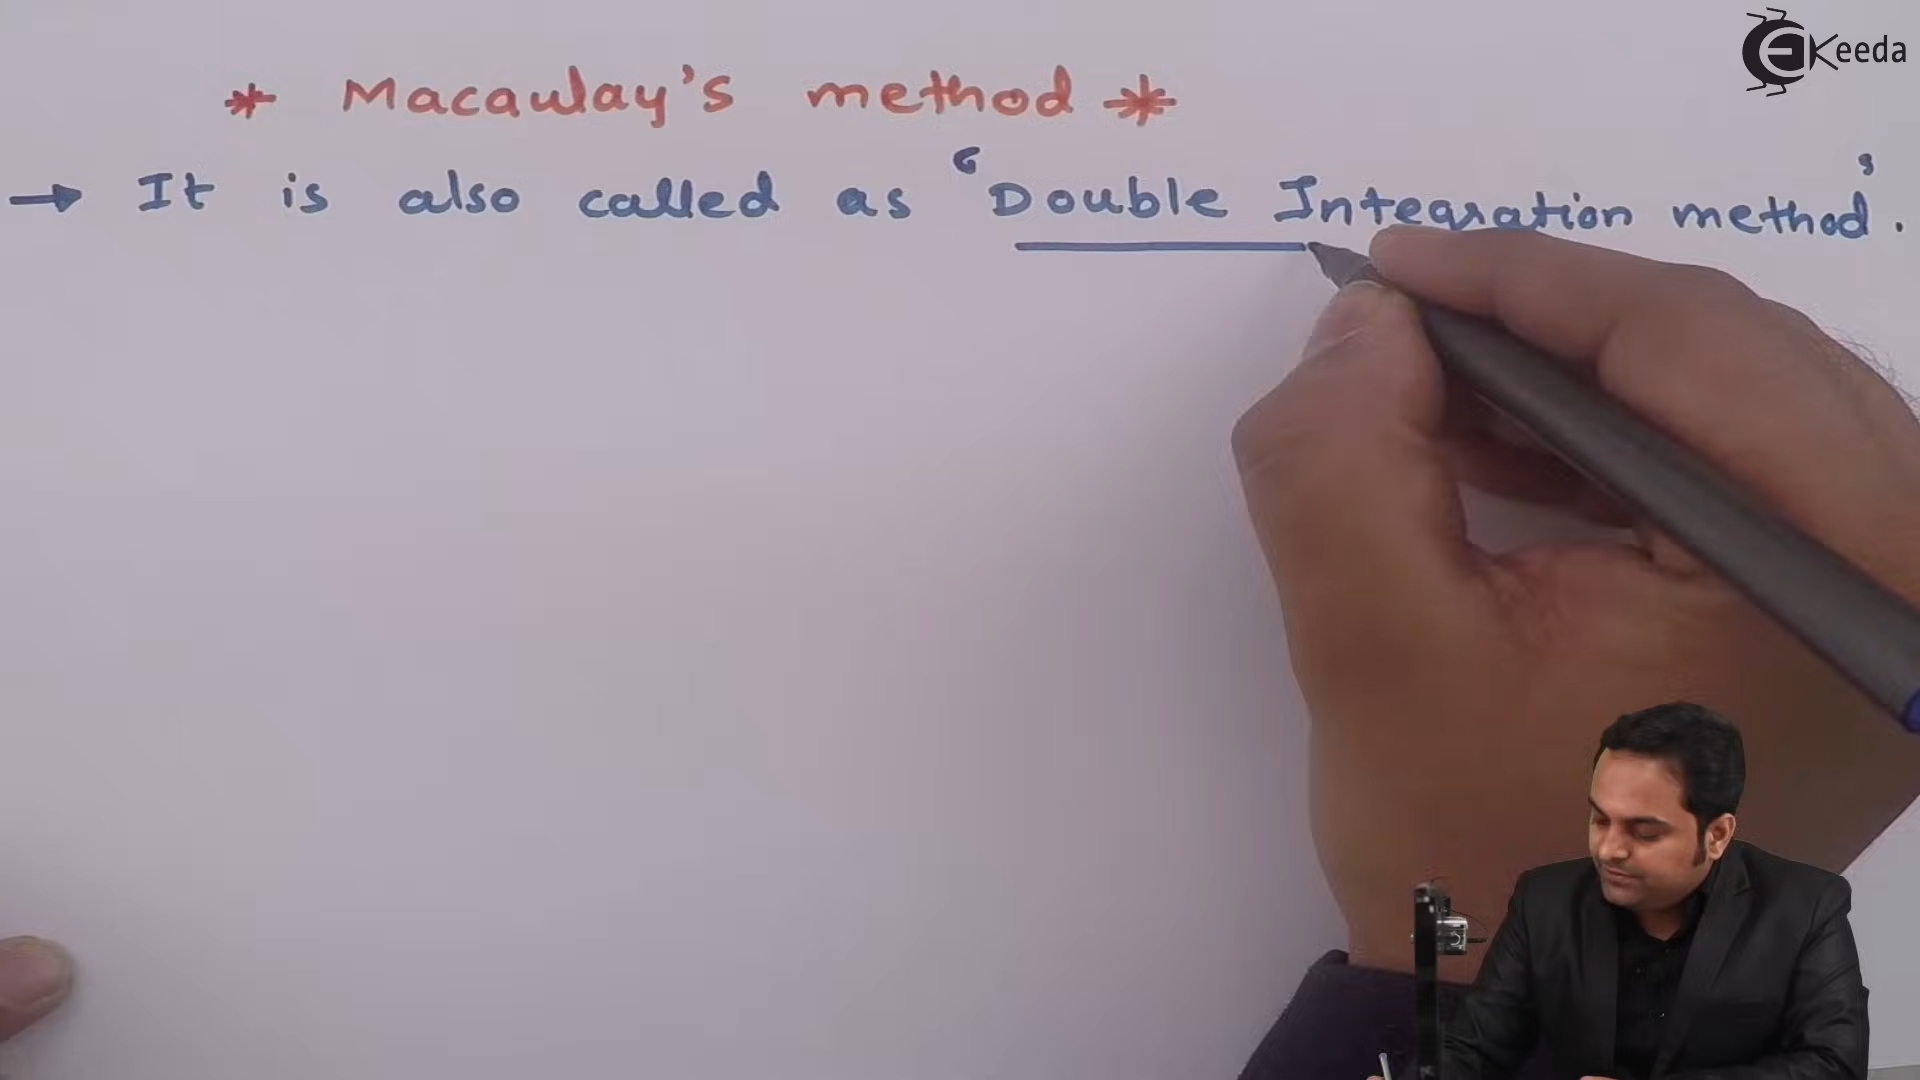 EKeeda
* Macaulay's method *
→ It is also called as 'Double Integration method'.